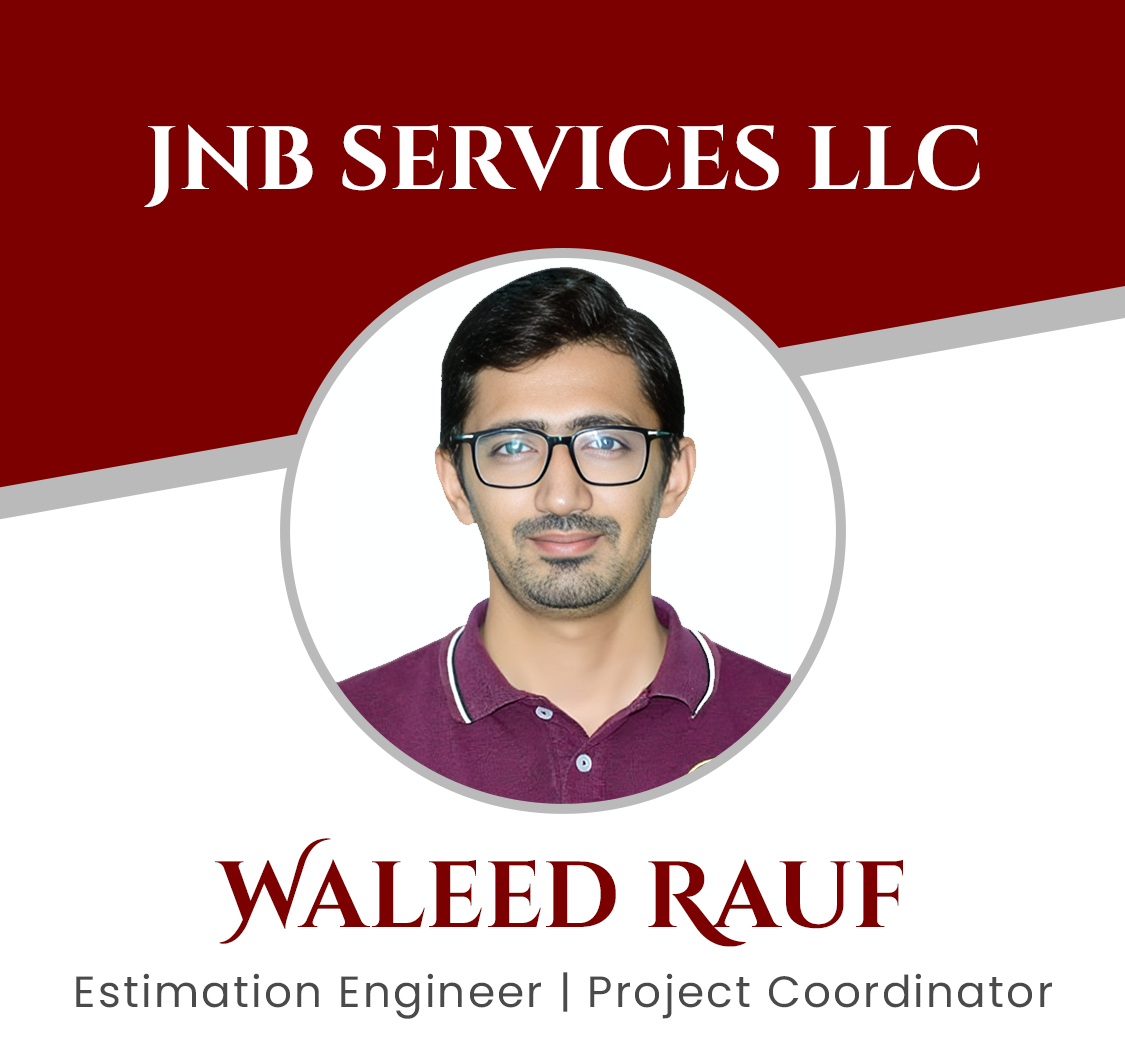 JNB SERVICES LLC
WALEED RAUF
Estimation Engineer | Project Coordinator